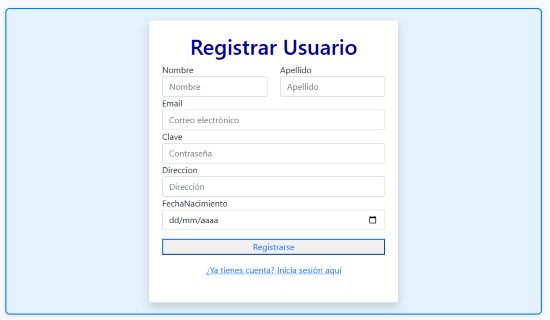 Registrar Usuario
Nombre Apellido
Nombre Apellido
Email
Correo electrónico
Clave
Contraseña
Direccion
Dirección
FechaNacimiento
dd/mm/aaaa
Registrarse
¿Ya tienes cuenta? Inicia sesión aquí